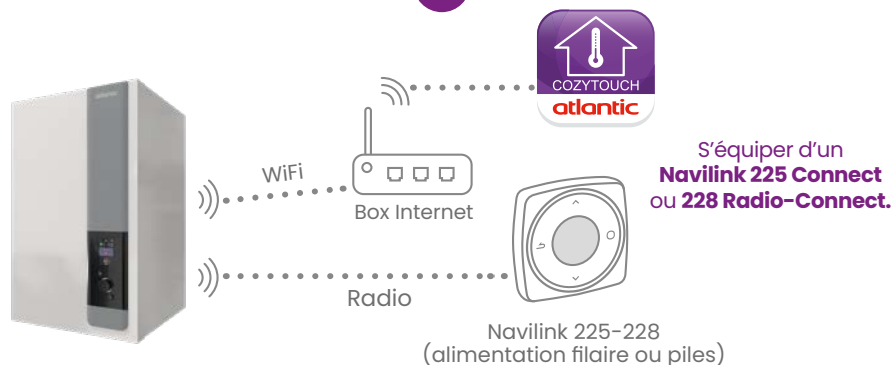 COZYTOUCH
atlantic
WiFi
Box Internet
S'équiper d'un
Navilink 225 Connect
ou 228 Radio-Connect.
Radio
Navilink 225-228
(alimentation filaire ou piles)